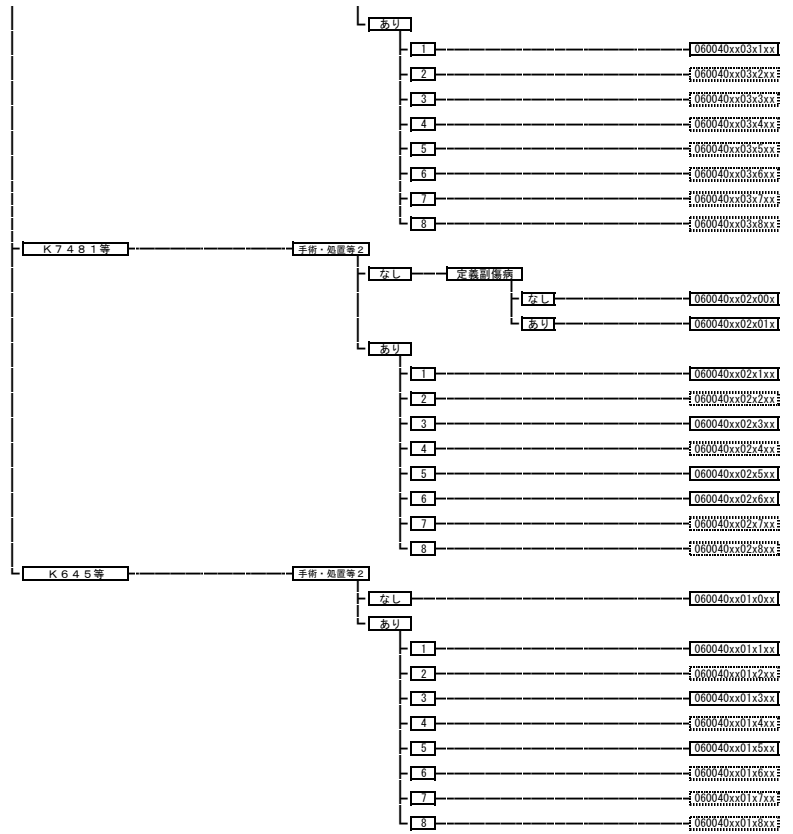 あり
1 060040xx03x1xx
2 060040xx03x2xx
3 060040xx03x3xx
4 060040xx03x4xx
5 060040xx03x5xx
6 060040xx03x6xx
7 060040xx03x7xx
8 060040xx03x8xx
K7481等 手術・処置等2
なし 定義副傷病
なし 060040xx02x00x
あり 060040xx02x01x
あり
1 060040xx02x1xx
2 060040xx02x2xx
3 060040xx02x3xx
4 060040xx02x4xx
5 060040xx02x5xx
6 060040xx02x6xx
7 060040xx02x7xx
8 060040xx02x8xx
K645等 手術・処置等2
なし 060040xx01x0xx
あり
1 060040xx01x1xx
2 060040xx01x2xx
3 060040xx01x3xx
4 060040xx01x4xx
5 060040xx01x5xx
6 060040xx01x6xx
7 060040xx01x7xx
8 060040xx01x8xx